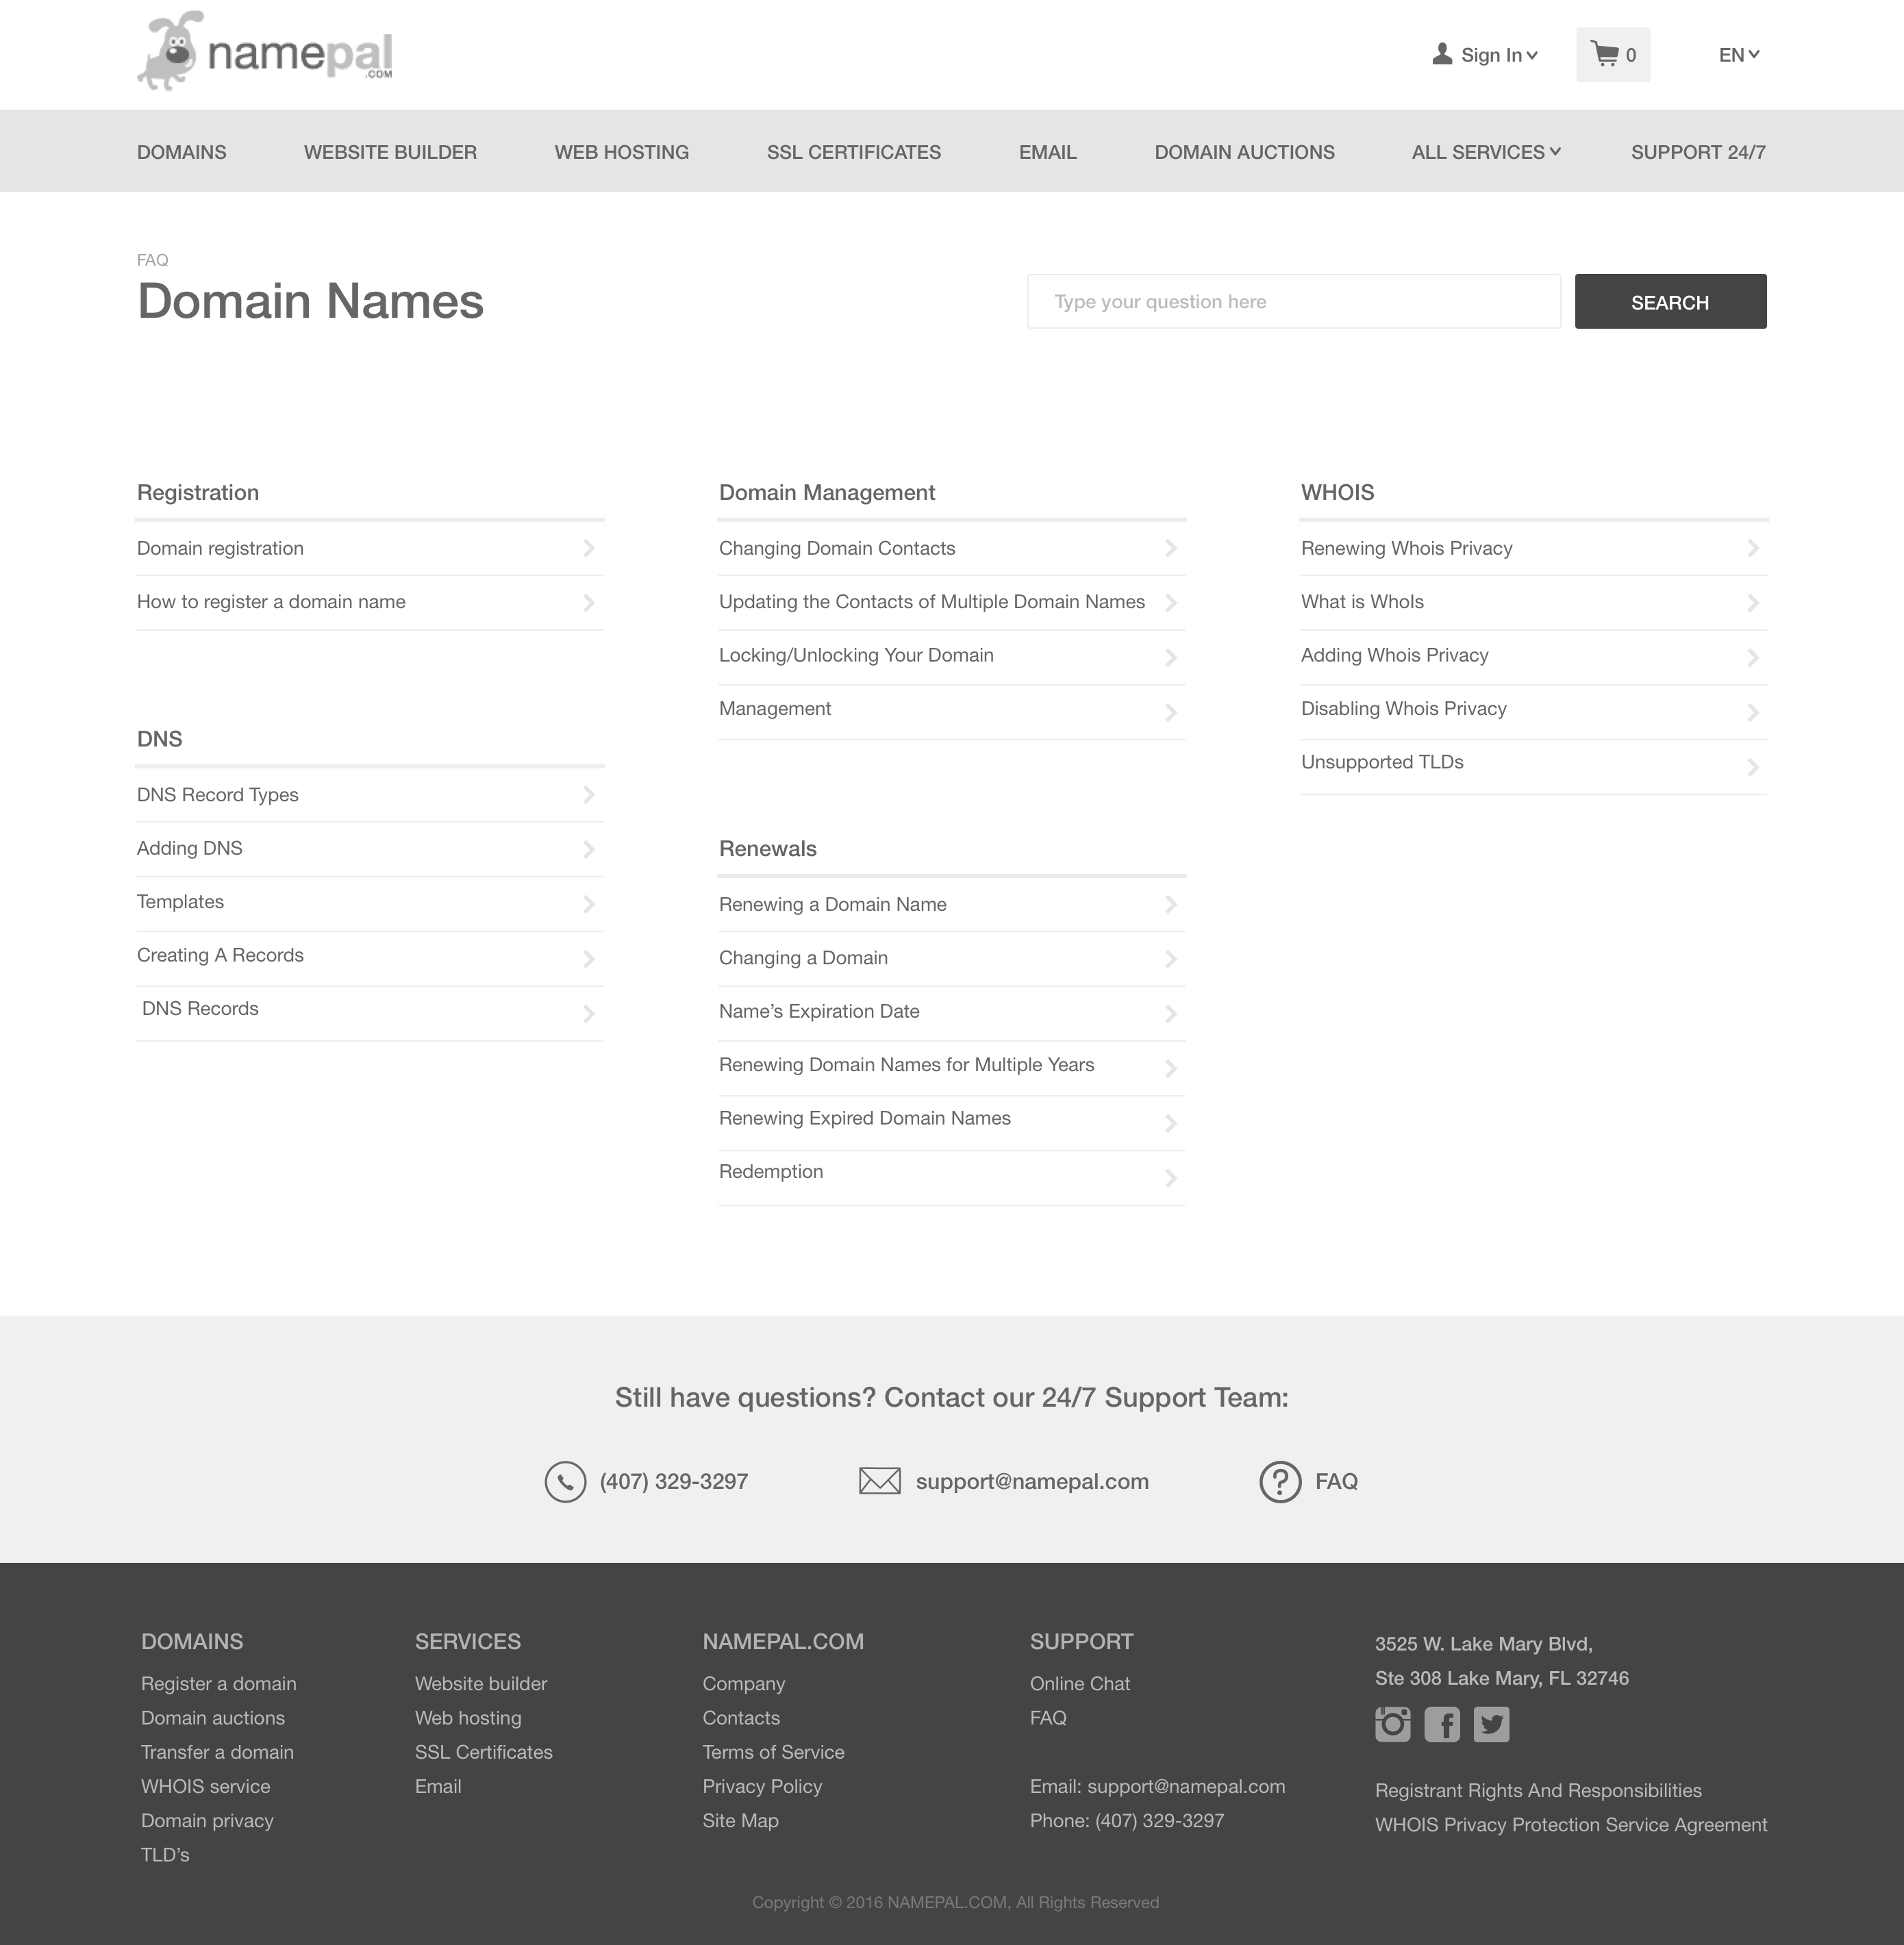 namepal
.COM
Sign In
0
EN
DOMAINS
WEBSITE BUILDER
WEB HOSTING
SSL CERTIFICATES
EMAIL
DOMAIN AUCTIONS
ALL SERVICES
SUPPORT 24/7
FAQ
Domain Names
Type your question here
SEARCH
Registration
Domain registration
How to register a domain name
DNS
DNS Record Types
Adding DNS
Templates
Creating A Records
DNS Records
Domain Management
Changing Domain Contacts
Updating the Contacts of Multiple Domain Names
Locking/Unlocking Your Domain
Management
Renewals
Renewing a Domain Name
Changing a Domain
Name’s Expiration Date
Renewing Domain Names for Multiple Years
Renewing Expired Domain Names
Redemption
WHOIS
Renewing Whois Privacy
What is WhoIs
Adding Whois Privacy
Disabling Whois Privacy
Unsupported TLDs
Still have questions? Contact our 24/7 Support Team:
(407) 329-3297
support@namepal.com
FAQ
DOMAINS
Register a domain
Domain auctions
Transfer a domain
WHOIS service
Domain privacy
TLD’s
SERVICES
Website builder
Web hosting
SSL Certificates
Email
NAMEPAL.COM
Company
Contacts
Terms of Service
Privacy Policy
Site Map
SUPPORT
Online Chat
FAQ
Email: support@namepal.com
Phone: (407) 329-3297
3525 W. Lake Mary Blvd,
Ste 308 Lake Mary, FL 32746
Registrant Rights And Responsibilities
WHOIS Privacy Protection Service Agreement
Copyright © 2016 NAMEPAL.COM, All Rights Reserved